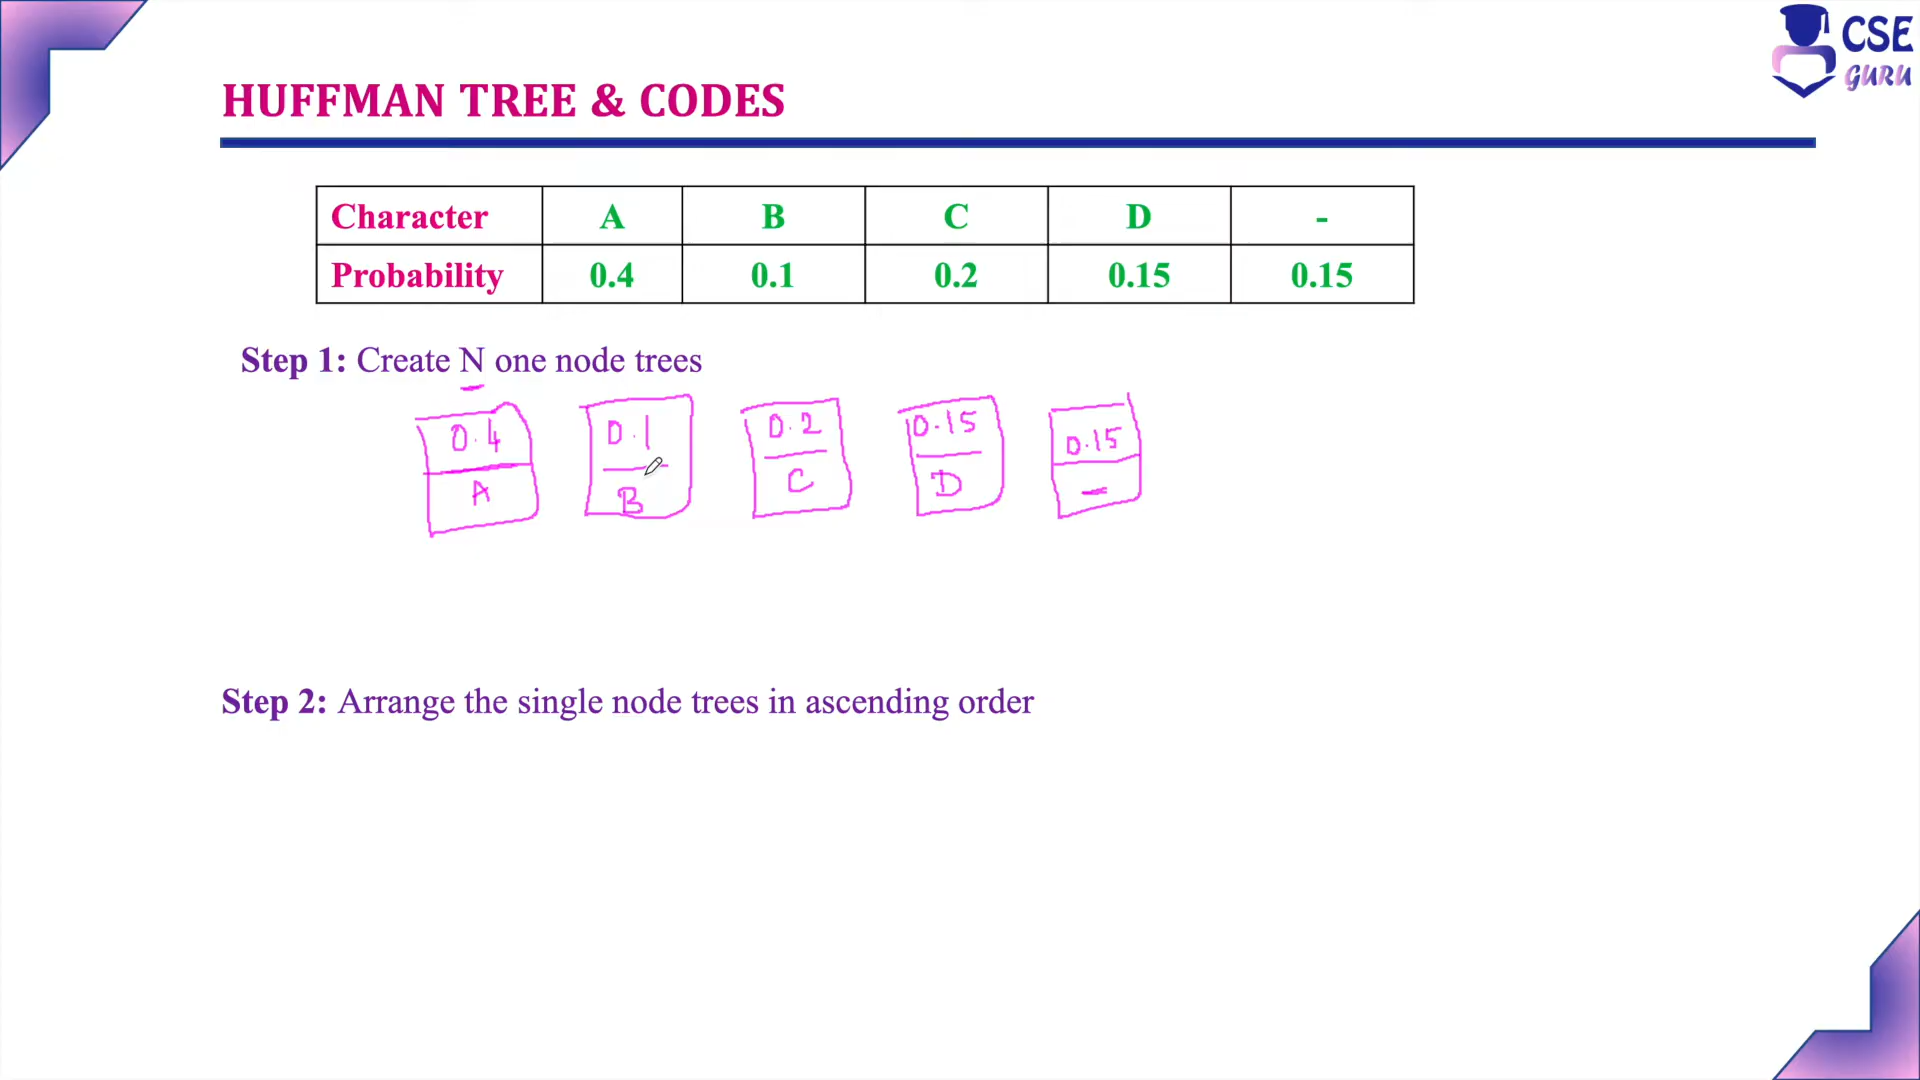 CSE
GURU
HUFFMAN TREE & CODES
Character A B C D -
Probability 0.4 0.1 0.2 0.15 0.15
Step 1: Create N one node trees
0.4 0.1 0.2 0.15 0.15
A B C D -
Step 2: Arrange the single node trees in ascending order